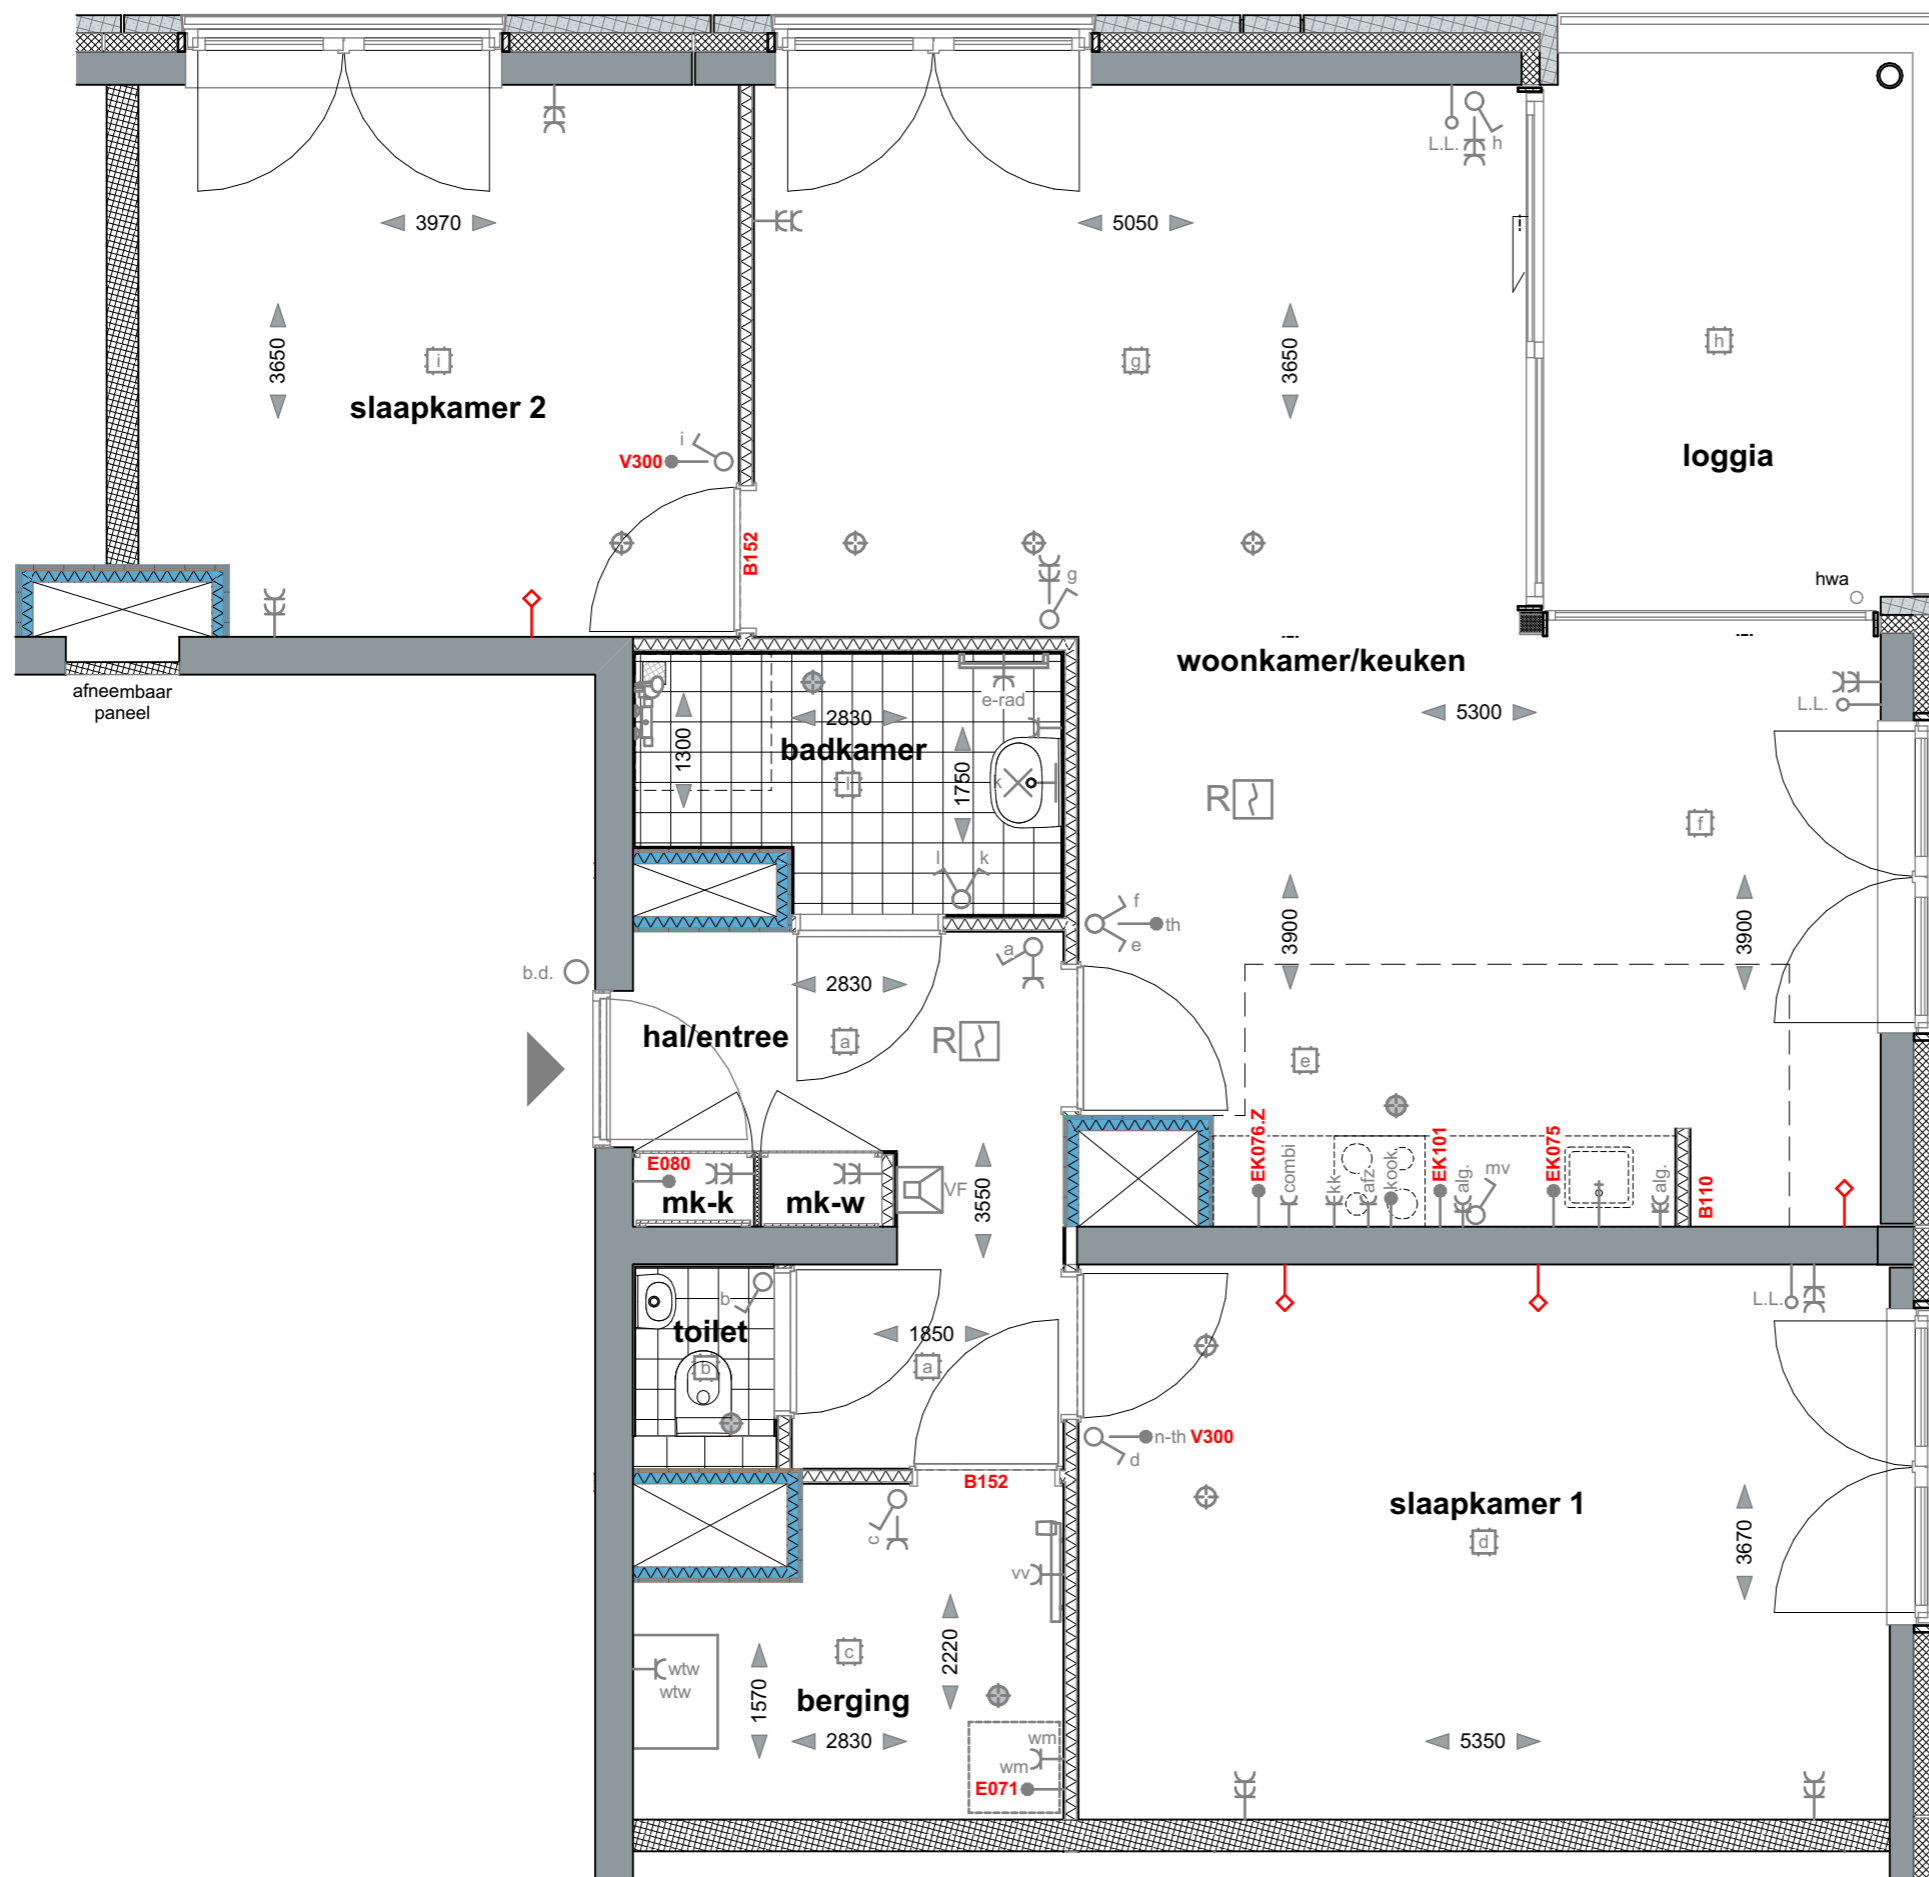 L.L.
h
3970
5050
3650
i
slaapkamer 2
g
3650
h
loggia
i
V300
B152
g
hwa
afneembaar
paneel
woonkamer/keuken
e-rad
L.L.
2830
5300
1300
badkamer
1750
l
k
R
f
l
k
f
th
e
3900
3900
b.d.
a
2830
hal/entree
a
R
e
E080
mk-k
mk-w
VF
3550
EK076.Z
combi
kk
afz
kook
EK101
alg.
mv
EK075
alg.
B110
b
toilet
b
1850
a
L.L.
n-th V300
d
B152
c
slaapkamer 1
d
3670
vv
c
2220
wtw
wtw
1570
berging
2830
wm
wm
E071
5350